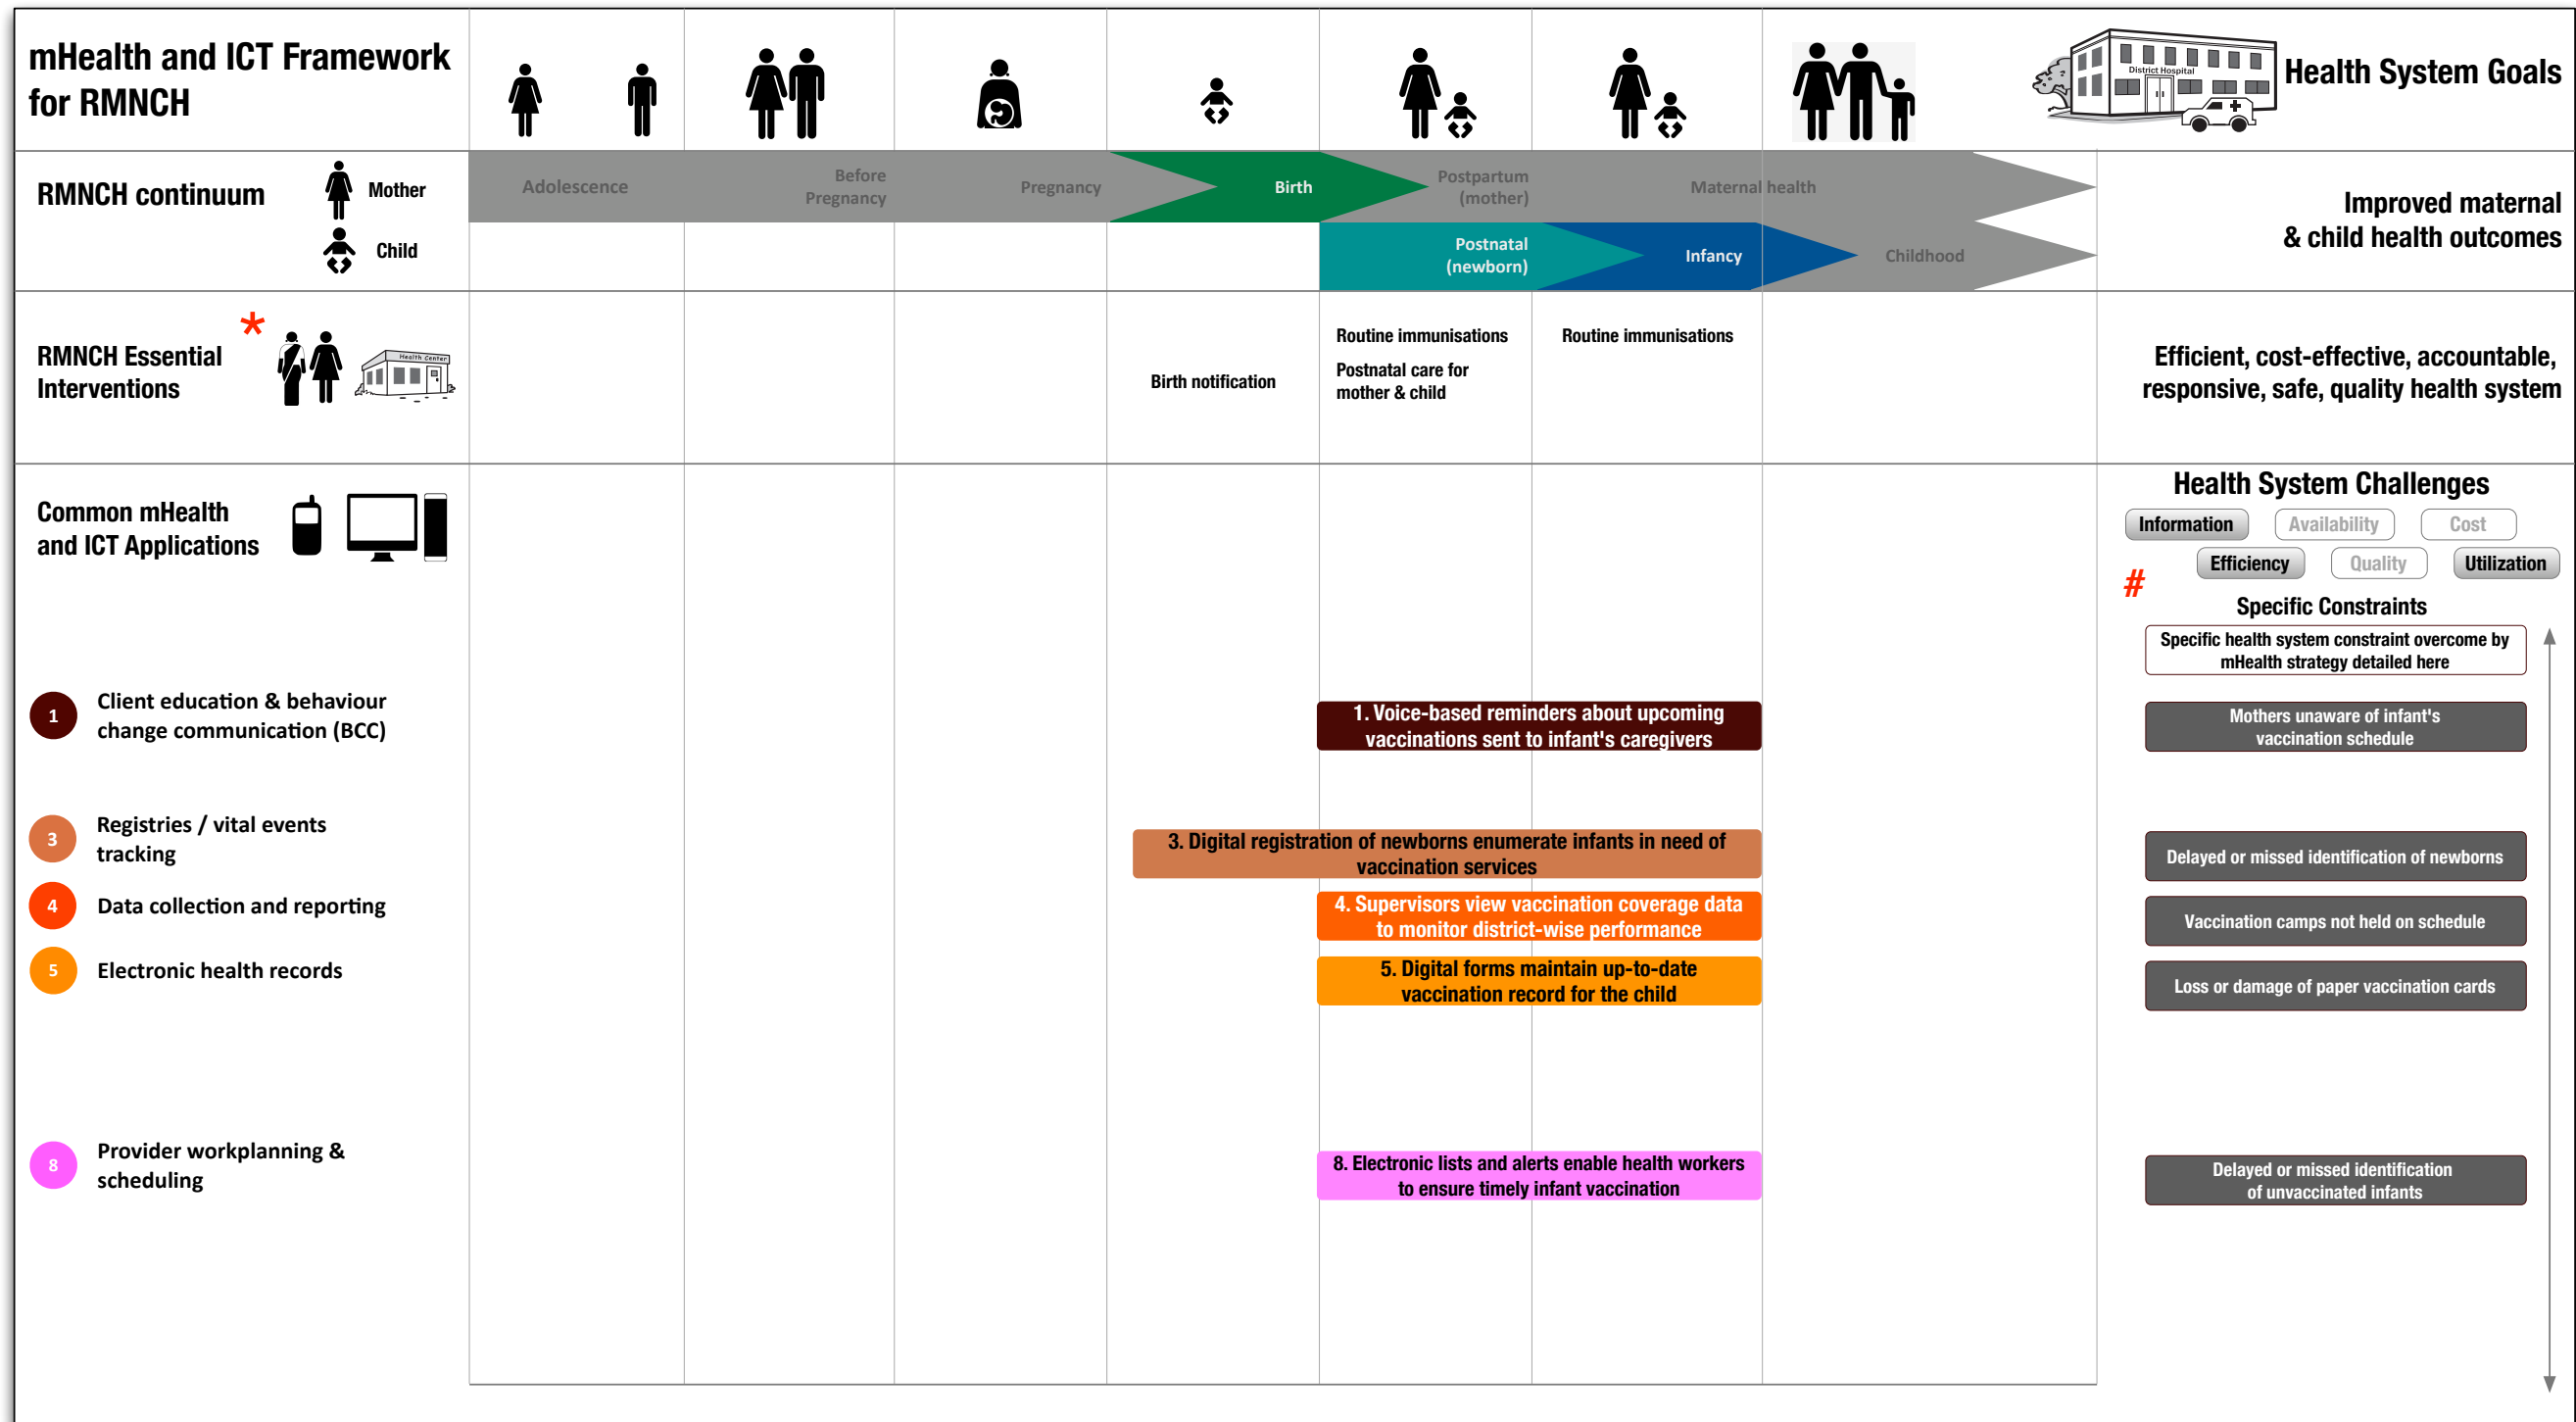 mHealth and ICT Framework
for RMNCH
District Hospital
Health System Goals
RMNCH continuum
Mother
Child
Adolescence
Before
Pregnancy
Pregnancy
Birth
Postpartum
(mother)
Maternal health
Postnatal
(newborn)
Infancy
Childhood
Improved maternal
& child health outcomes
RMNCH Essential
Interventions
*
Health Center
Birth notification
Routine immunisations
Postnatal care for
mother & child
Routine immunisations
Efficient, cost-effective, accountable,
responsive, safe, quality health system
Common mHealth
and ICT Applications
Health System Challenges
Information
Availability
Cost
Efficiency
Quality
Utilization
#
Specific Constraints
Specific health system constraint overcome by
mHealth strategy detailed here
1
Client education & behaviour
change communication (BCC)
1. Voice-based reminders about upcoming
vaccinations sent to infant's caregivers
Mothers unaware of infant's
vaccination schedule
3
Registries / vital events
tracking
3. Digital registration of newborns enumerate infants in need of
vaccination services
Delayed or missed identification of newborns
4
Data collection and reporting
4. Supervisors view vaccination coverage data
to monitor district-wise performance
Vaccination camps not held on schedule
5
Electronic health records
5. Digital forms maintain up-to-date
vaccination record for the child
Loss or damage of paper vaccination cards
8
Provider workplanning &
scheduling
8. Electronic lists and alerts enable health workers
to ensure timely infant vaccination
Delayed or missed identification
of unvaccinated infants